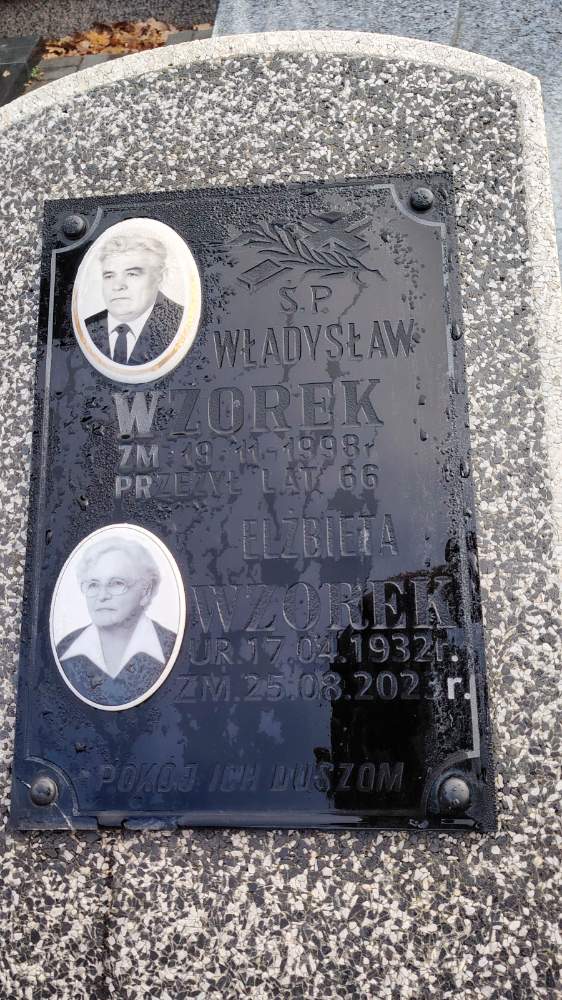 Ś.P.
WŁADYSŁAW
WZOREK
ZM. 19-11-1998r
PRZEŻYŁ LAT 66
ELŻBIETA
WZOREK
UR.17.04.1932r.
ZM.25.08.2023r.
POKÓJ ICH DUSZOM